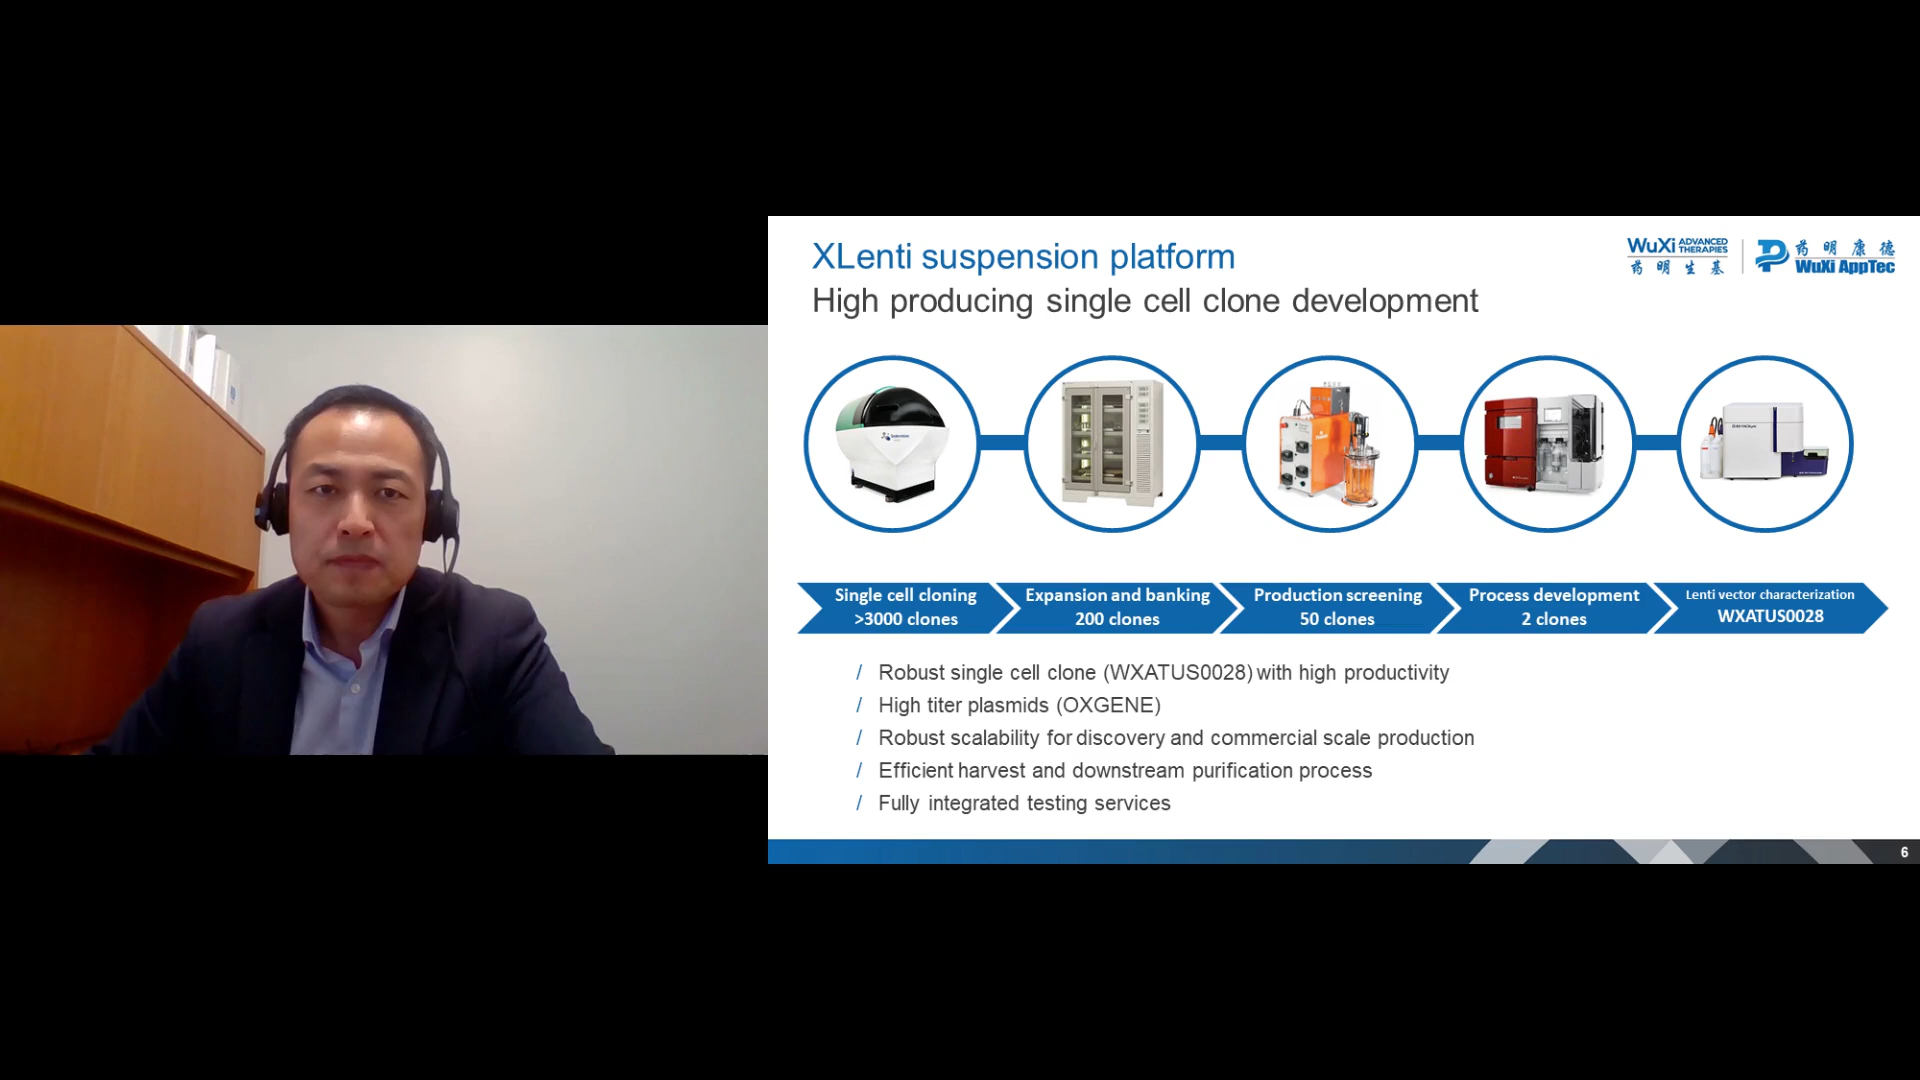 XLenti suspension platform
High producing single cell clone development
WuXi ADVANCED THERAPIES
药明生基
药明康德
WuXi AppTec
Single cell cloning
>3000 clones
Expansion and banking
200 clones
Production screening
50 clones
Process development
2 clones
Lenti vector characterization
WXATUS0028
/ Robust single cell clone (WXATUS0028) with high productivity
/ High titer plasmids (OXGENE)
/ Robust scalability for discovery and commercial scale production
/ Efficient harvest and downstream purification process
/ Fully integrated testing services
6